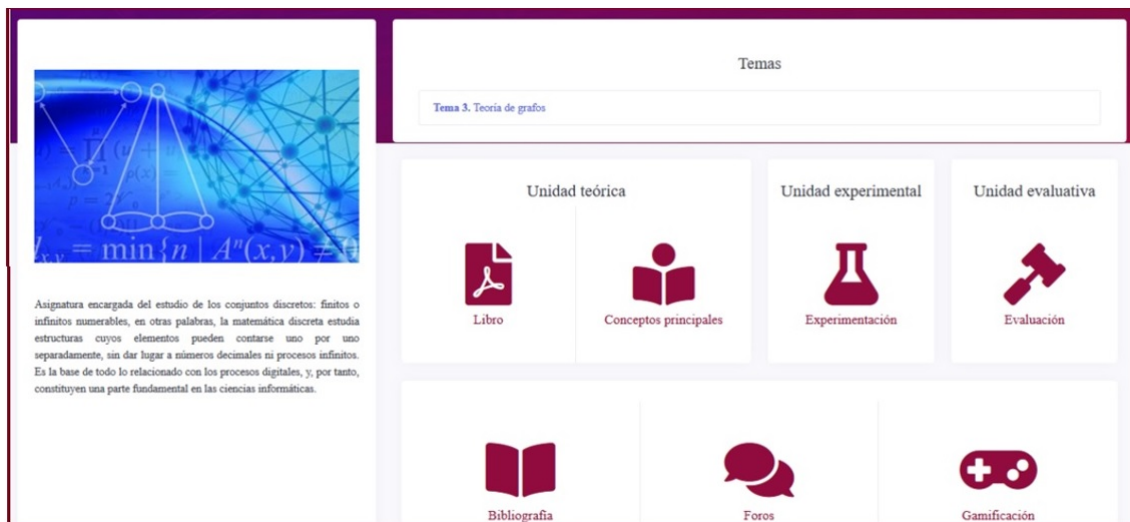 = min{n | Aⁿ(x,y) ≠ 0
Asignatura encargada del estudio de los conjuntos discretos: finitos o
infinitos numerables, en otras palabras, la matemática discreta estudia
estructuras cuyos elementos pueden contarse uno por uno
separadamente, sin dar lugar a números decimales ni procesos infinitos.
Es la base de todo lo relacionado con los procesos digitales, y, por tanto,
constituyen una parte fundamental en las ciencias informáticas.
Temas
Tema 3. Teoría de grafos
Unidad teórica
Libro
Conceptos principales
Unidad experimental
Experimentación
Unidad evaluativa
Evaluación
Bibliografía
Foros
Gamificación